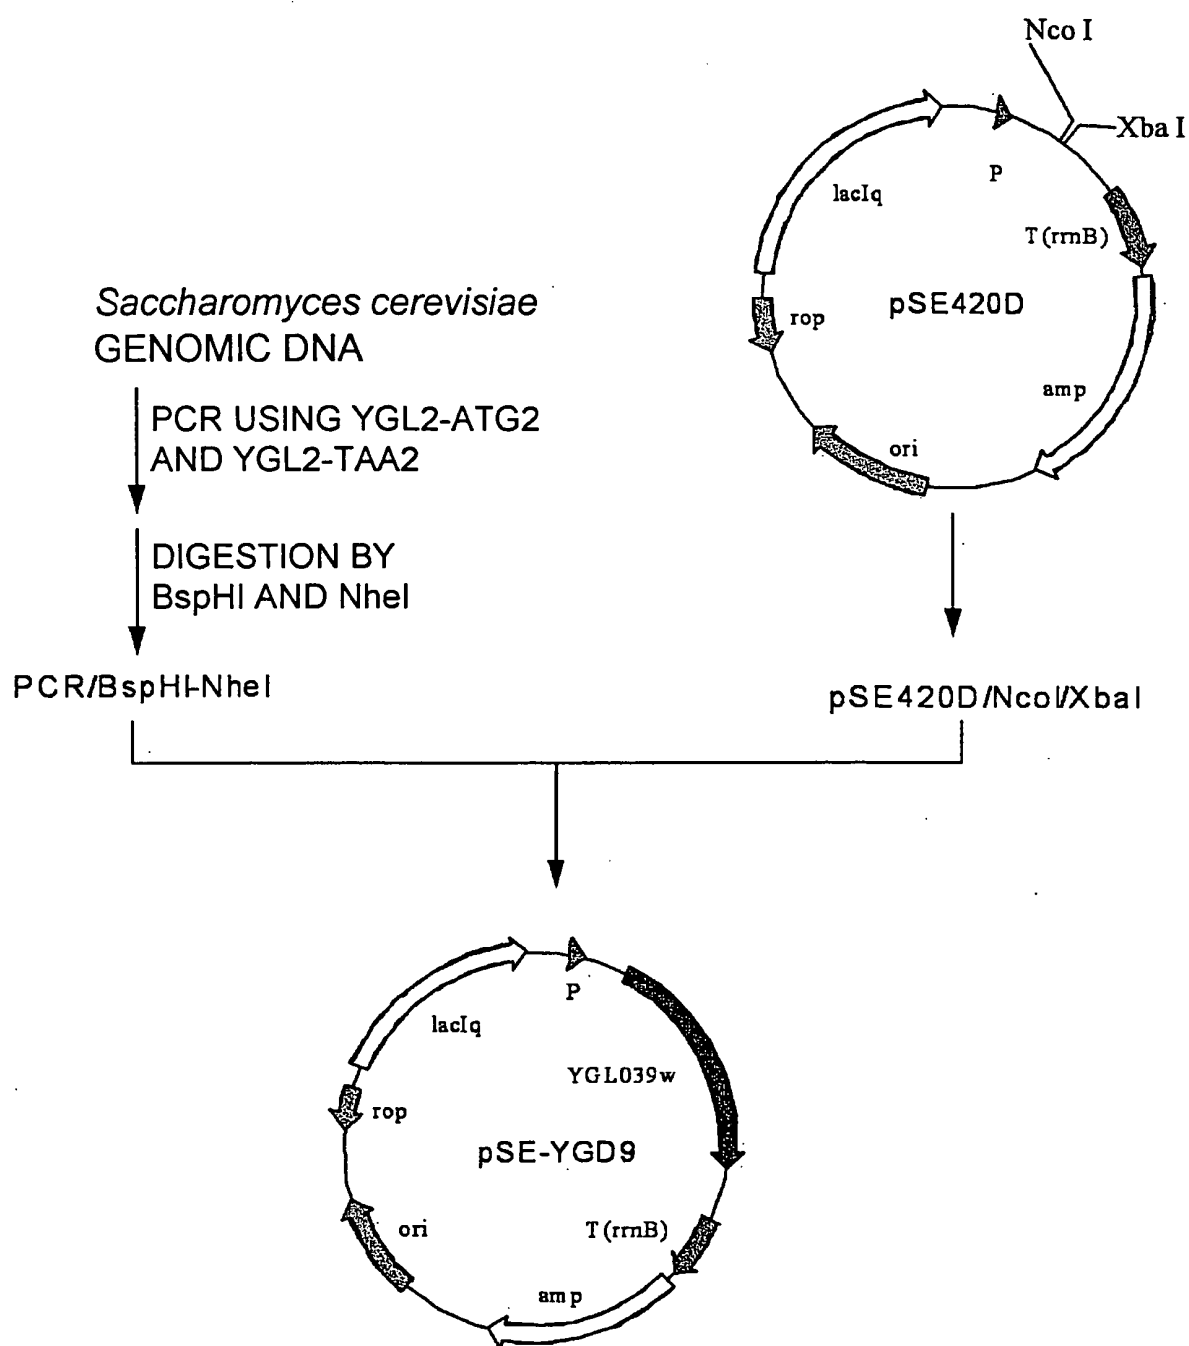 Nco I
Xba I
P
lacIq
T(rrnB)
pSE420D
rop
amp
ori
Saccharomyces cerevisiae
GENOMIC DNA
PCR USING YGL2-ATG2
AND YGL2-TAA2
DIGESTION BY
BspHI AND NheI
PCR/BspHI-NheI
pSE420D/NcoI/XbaI
P
lacIq
YGL039w
rop
pSE-YGD9
ori
T(rrnB)
amp